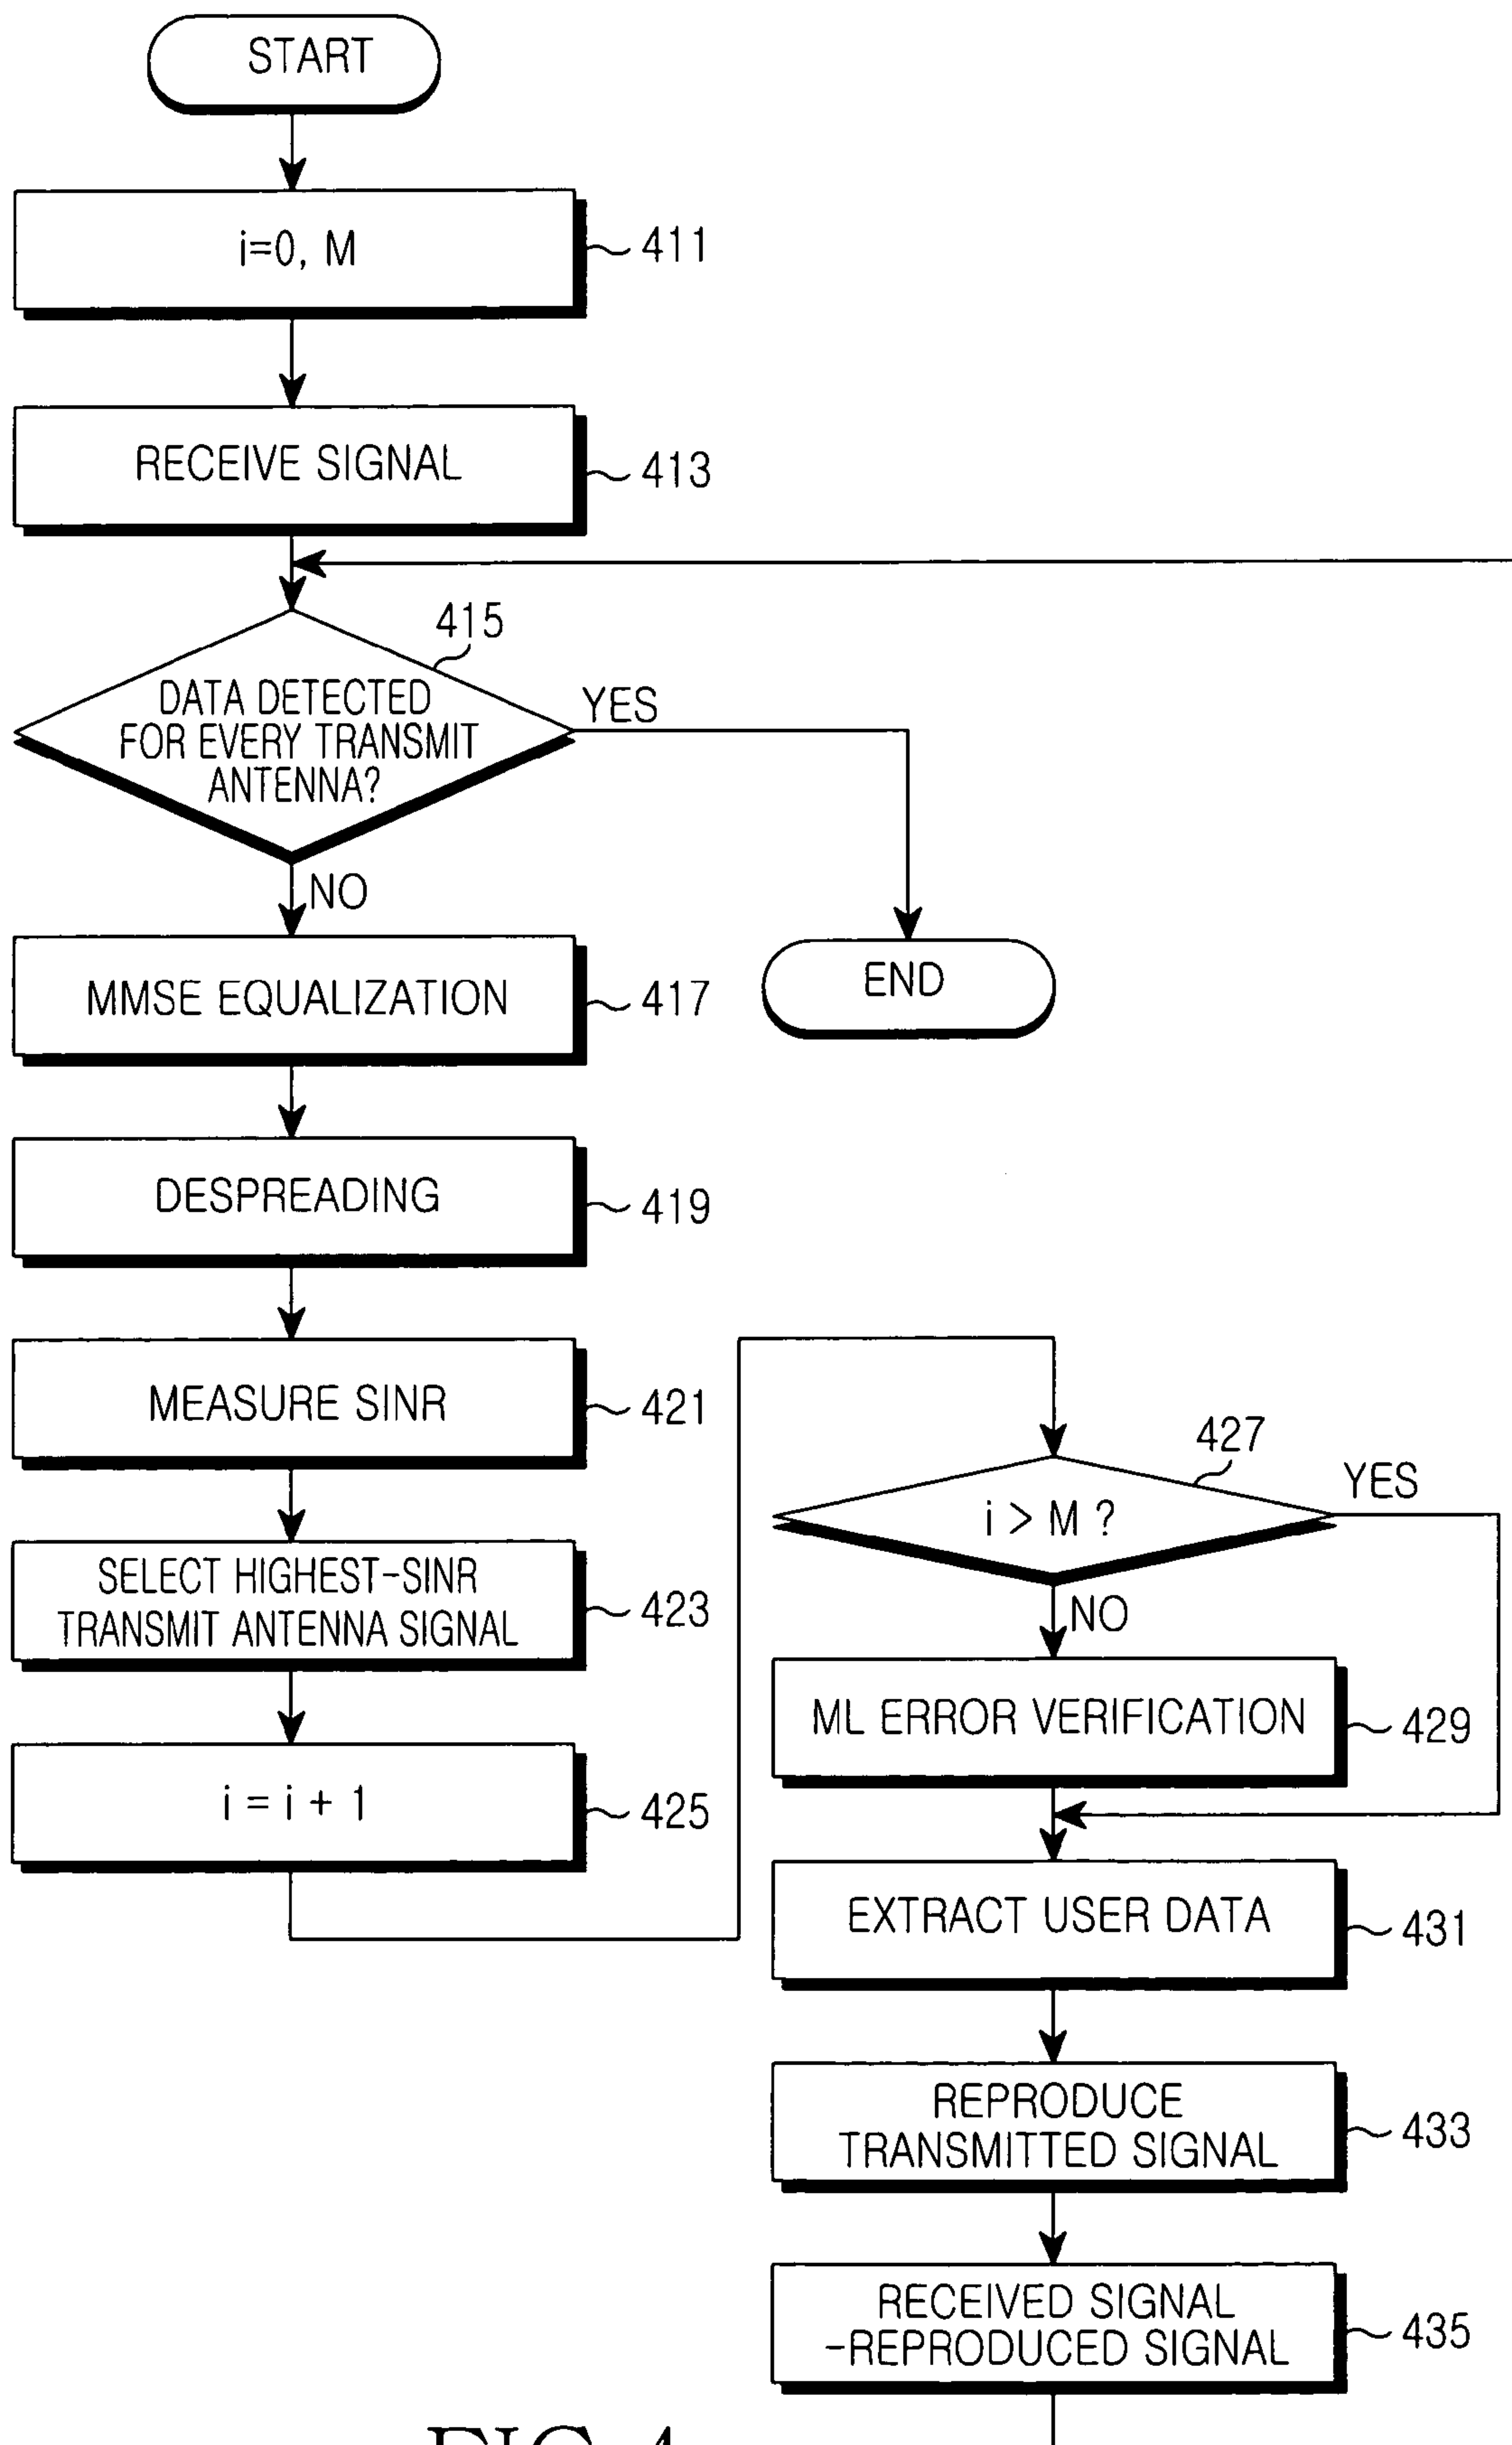 START
i=0, M
411
RECEIVE SIGNAL
413
415
DATA DETECTED
FOR EVERY TRANSMIT
ANTENNA?
YES
NO
END
MMSE EQUALIZATION
417
DESPREADING
419
MEASURE SINR
421
SELECT HIGHEST-SINR
TRANSMIT ANTENNA SIGNAL
423
i = i + 1
425
427
i > M ?
YES
NO
ML ERROR VERIFICATION
429
EXTRACT USER DATA
431
REPRODUCE
TRANSMITTED SIGNAL
433
RECEIVED SIGNAL
-REPRODUCED SIGNAL
435